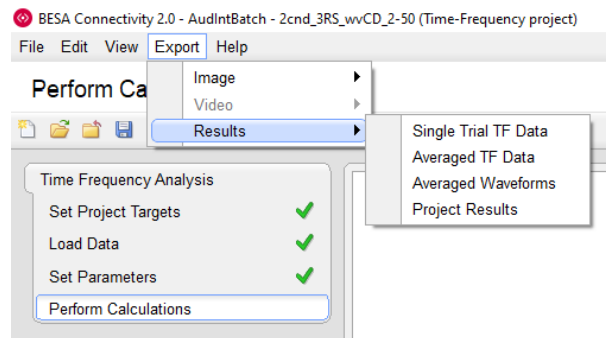 BESA Connectivity 2.0 - AudIntBatch - 2cnd_3RS_wvCD_2-50 (Time-Frequency project)
File Edit View Export Help
Perform Ca
Image
Video
Results
Single Trial TF Data
Averaged TF Data
Averaged Waveforms
Project Results
Time Frequency Analysis
Set Project Targets
Load Data
Set Parameters
Perform Calculations